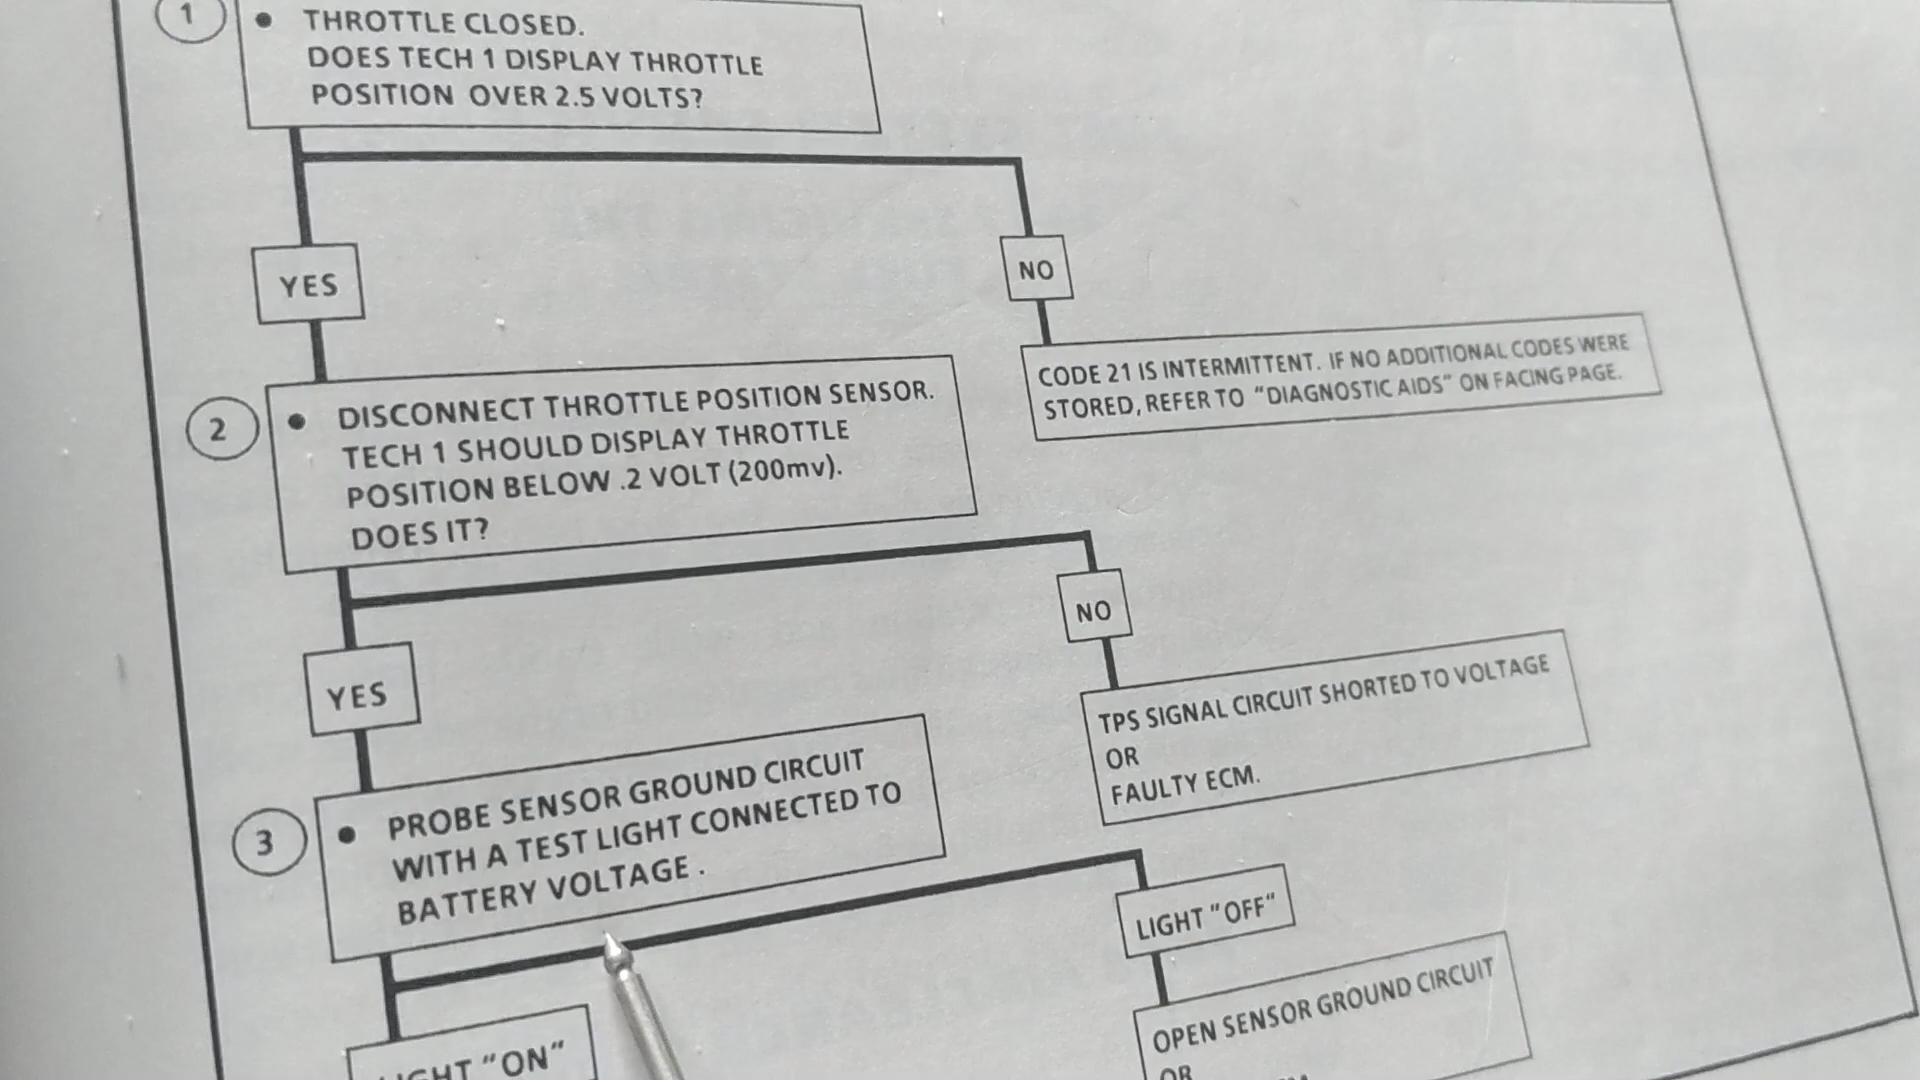 1
• THROTTLE CLOSED.
DOES TECH 1 DISPLAY THROTTLE
POSITION OVER 2.5 VOLTS?
YES
NO
CODE 21 IS INTERMITTENT. IF NO ADDITIONAL CODES WERE
STORED, REFER TO "DIAGNOSTIC AIDS" ON FACING PAGE.
2
• DISCONNECT THROTTLE POSITION SENSOR.
TECH 1 SHOULD DISPLAY THROTTLE
POSITION BELOW .2 VOLT (200mv).
DOES IT?
YES
NO
TPS SIGNAL CIRCUIT SHORTED TO VOLTAGE
OR
FAULTY ECM.
3
• PROBE SENSOR GROUND CIRCUIT
WITH A TEST LIGHT CONNECTED TO
BATTERY VOLTAGE .
LIGHT "ON"
LIGHT "OFF"
OPEN SENSOR GROUND CIRCUIT
OR